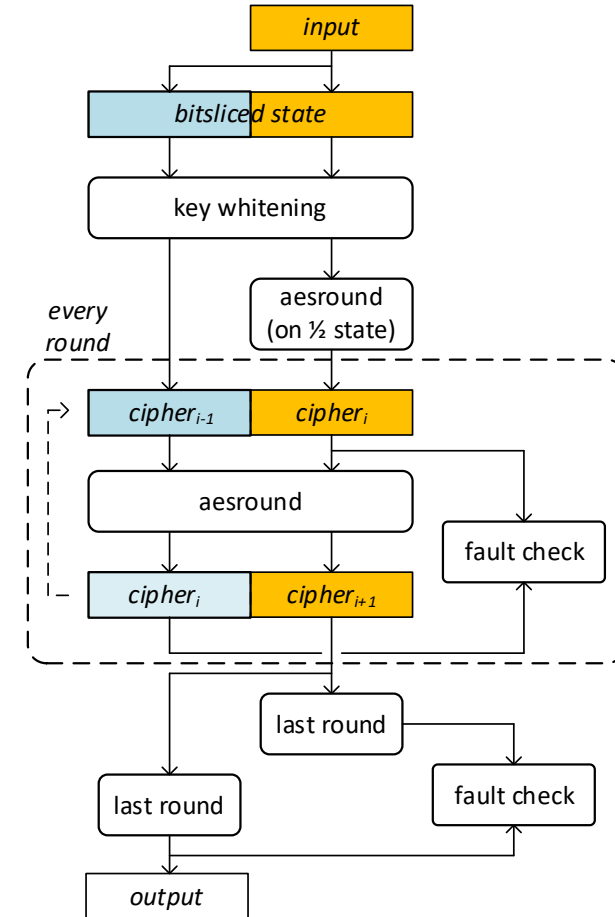 input
bitsliced state
key whitening
aesround
(on ½ state)
every
round
cipheri-1
cipheri
aesround
fault check
cipheri
cipheri+1
last round
last round
fault check
output